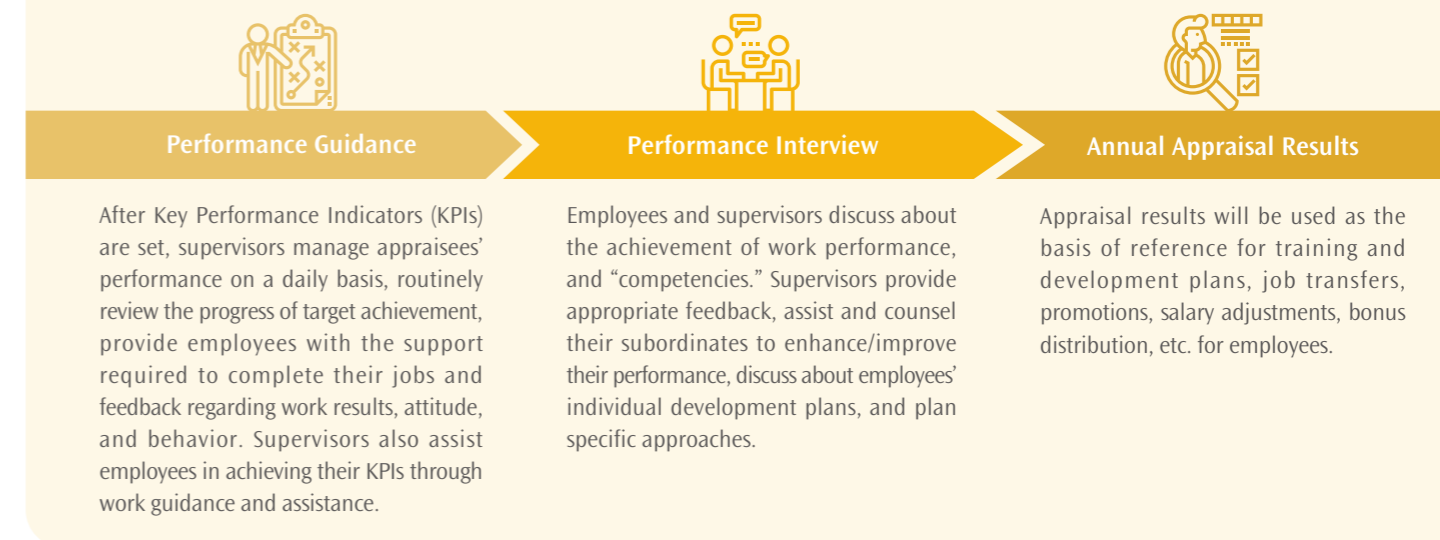 Performance Guidance
After Key Performance Indicators (KPIs)
are set, supervisors manage appraisees’
performance on a daily basis, routinely
review the progress of target achievement,
provide employees with the support
required to complete their jobs and
feedback regarding work results, attitude,
and behavior. Supervisors also assist
employees in achieving their KPIs through
work guidance and assistance.
Performance Interview
Employees and supervisors discuss about
the achievement of work performance,
and “competencies.” Supervisors provide
appropriate feedback, assist and counsel
their subordinates to enhance/improve
their performance, discuss about employees’
individual development plans, and plan
specific approaches.
Annual Appraisal Results
Appraisal results will be used as the
basis of reference for training and
development plans, job transfers,
promotions, salary adjustments, bonus
distribution, etc. for employees.